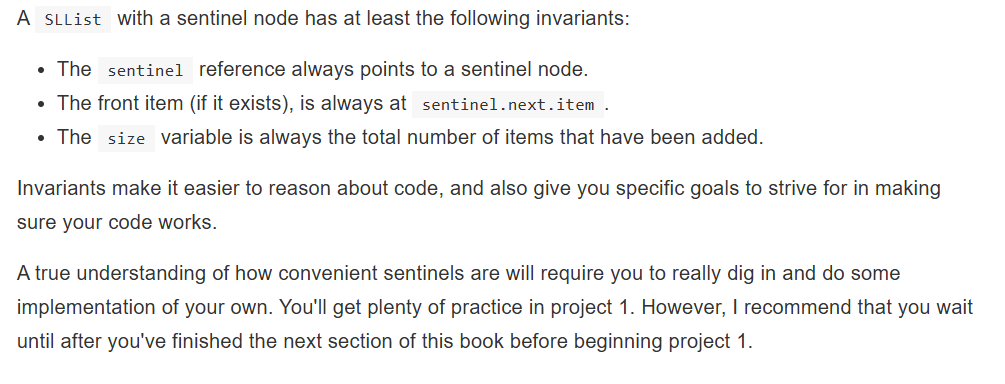 A SLList with a sentinel node has at least the following invariants:
• The sentinel reference always points to a sentinel node.
• The front item (if it exists), is always at sentinel.next.item .
• The size variable is always the total number of items that have been added.
Invariants make it easier to reason about code, and also give you specific goals to strive for in making
sure your code works.
A true understanding of how convenient sentinels are will require you to really dig in and do some
implementation of your own. You'll get plenty of practice in project 1. However, I recommend that you wait
until after you've finished the next section of this book before beginning project 1.